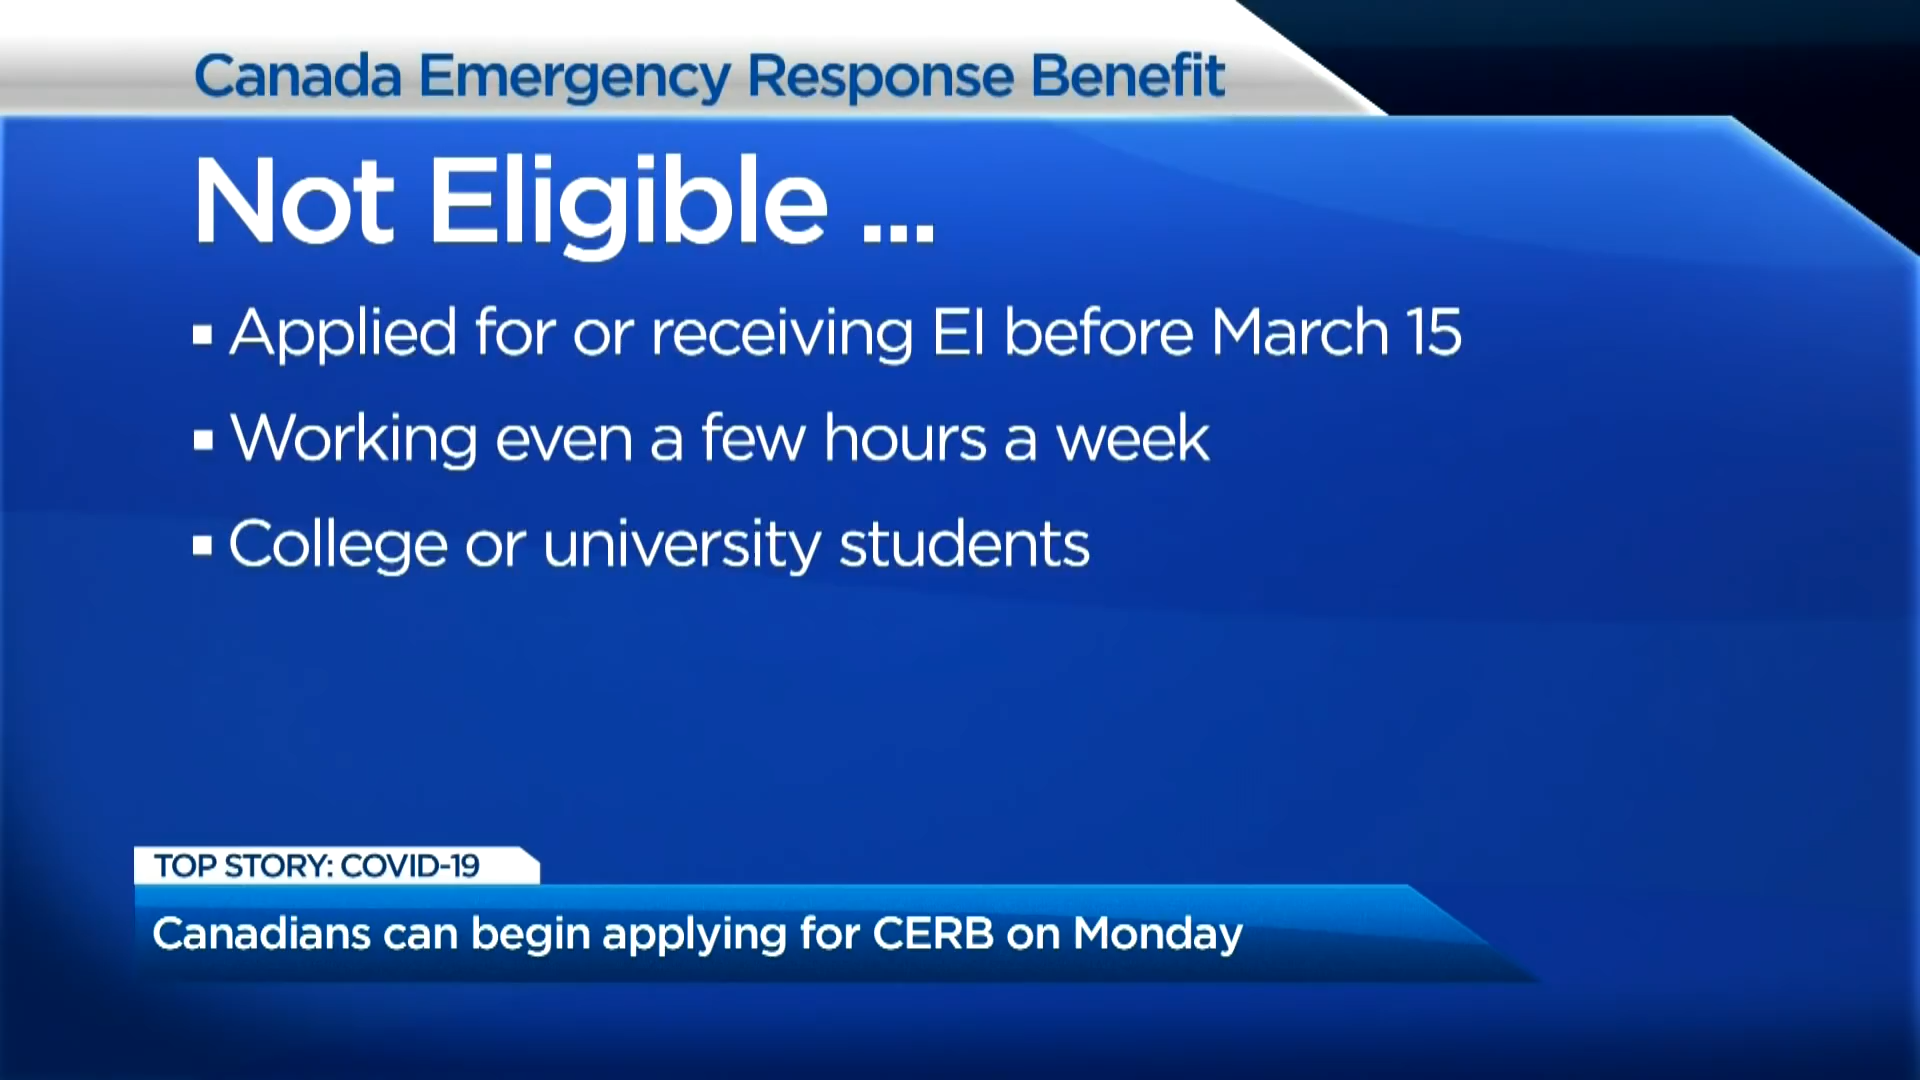 Canada Emergency Response Benefit
Not Eligible ...
▪ Applied for or receiving EI before March 15
▪ Working even a few hours a week
▪ College or university students
TOP STORY: COVID-19
Canadians can begin applying for CERB on Monday